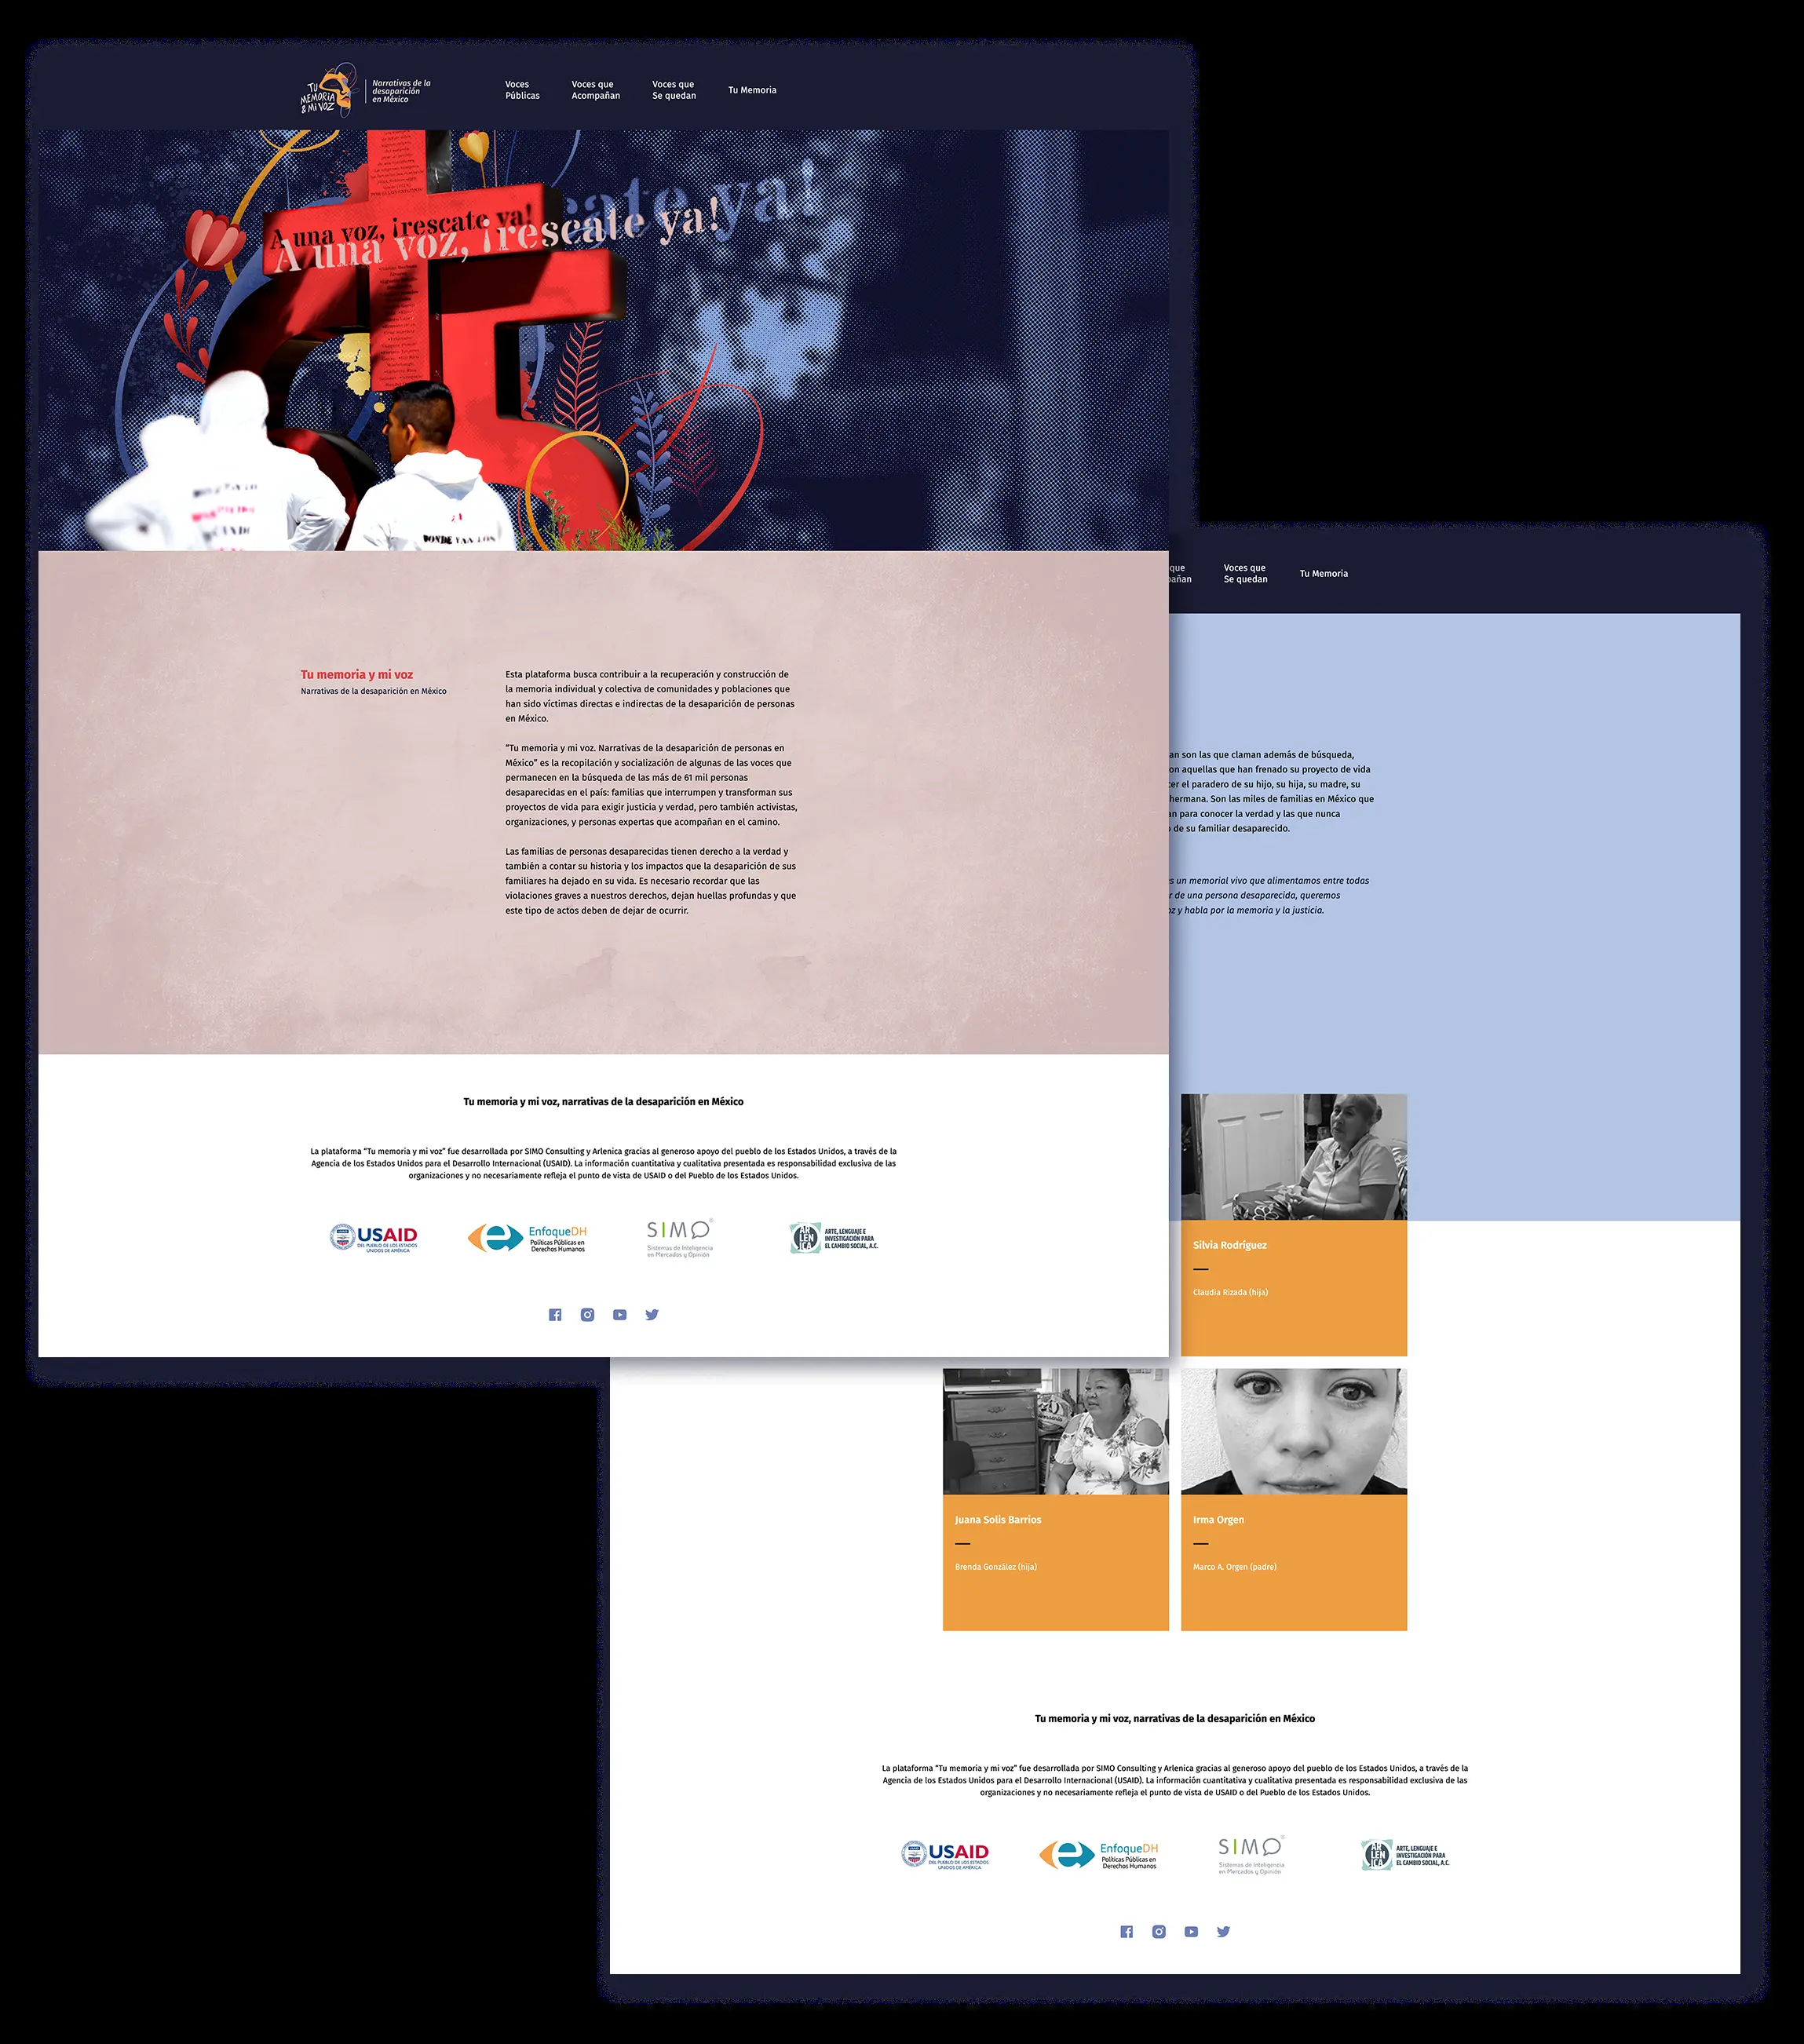 TU
MEMORIA
& MI VOZ
Narrativas de la
desaparición
en México
Voces
Públicas
Voces que
Acompañan
Voces que
Se quedan
Tu Memoria
cate ya!
A una voz, ¡rescate ya!
A una voz, ¡rescate ya!
Tu memoria y mi voz
Narrativas de la desaparición en México
Esta plataforma busca contribuir a la recuperación y construcción de
la memoria individual y colectiva de comunidades y poblaciones que
han sido víctimas directas e indirectas de la desaparición de personas
en México.
“Tu memoria y mi voz. Narrativas de la desaparición de personas en
México” es la recopilación y socialización de algunas de las voces que
permanecen en la búsqueda de las más de 61 mil personas
desaparecidas en el país: familias que interrumpen y transforman sus
proyectos de vida para exigir justicia y verdad, pero también activistas,
organizaciones, y personas expertas que acompañan en el camino.
Las familias de personas desaparecidas tienen derecho a la verdad y
también a contar su historia y los impactos que la desaparición de sus
familiares ha dejado en su vida. Es necesario recordar que las
violaciones graves a nuestros derechos, dejan huellas profundas y que
este tipo de actos deben de dejar de ocurrir.
Tu memoria y mi voz, narrativas de la desaparición en México
La plataforma “Tu memoria y mi voz” fue desarrollada por SIMO Consulting y Arlenica gracias al generoso apoyo del pueblo de los Estados Unidos, a través de la
Agencia de los Estados Unidos para el Desarrollo Internacional (USAID). La información cuantitativa y cualitativa presentada es responsabilidad exclusiva de las
organizaciones y no necesariamente refleja el punto de vista de USAID o del Pueblo de los Estados Unidos.
USAID
DEL PUEBLO DE LOS ESTADOS
UNIDOS DE AMÉRICA
EnfoqueDH
Políticas Públicas en
Derechos Humanos
SIMO
Sistemas de Inteligencia
en Mercados y Opinión
AR
LEN
ICA
ARTE, LENGUAJE E
INVESTIGACIÓN PARA
EL CAMBIO SOCIAL, A.C.
que
pañan
Voces que
Se quedan
Tu Memoria
an son las que claman además de búsqueda,
on aquellas que han frenado su proyecto de vida
cer el paradero de su hijo, su hija, su madre, su
hermana. Son las miles de familias en México que
an para conocer la verdad y las que nunca
de su familiar desaparecido.
es un memorial vivo que alimentamos entre todas
r de una persona desaparecida, queremos
oz y habla por la memoria y la justicia.
Silvia Rodríguez
Claudia Rizada (hija)
Juana Solis Barrios
Brenda González (hija)
Irma Orgen
Marco A. Orgen (padre)
Tu memoria y mi voz, narrativas de la desaparición en México
La plataforma “Tu memoria y mi voz” fue desarrollada por SIMO Consulting y Arlenica gracias al generoso apoyo del pueblo de los Estados Unidos, a través de la
Agencia de los Estados Unidos para el Desarrollo Internacional (USAID). La información cuantitativa y cualitativa presentada es responsabilidad exclusiva de las
organizaciones y no necesariamente refleja el punto de vista de USAID o del Pueblo de los Estados Unidos.
USAID
DEL PUEBLO DE LOS ESTADOS
UNIDOS DE AMÉRICA
EnfoqueDH
Políticas Públicas en
Derechos Humanos
SIMO
Sistemas de Inteligencia
en Mercados y Opinión
AR
LEN
ICA
ARTE, LENGUAJE E
INVESTIGACIÓN PARA
EL CAMBIO SOCIAL, A.C.